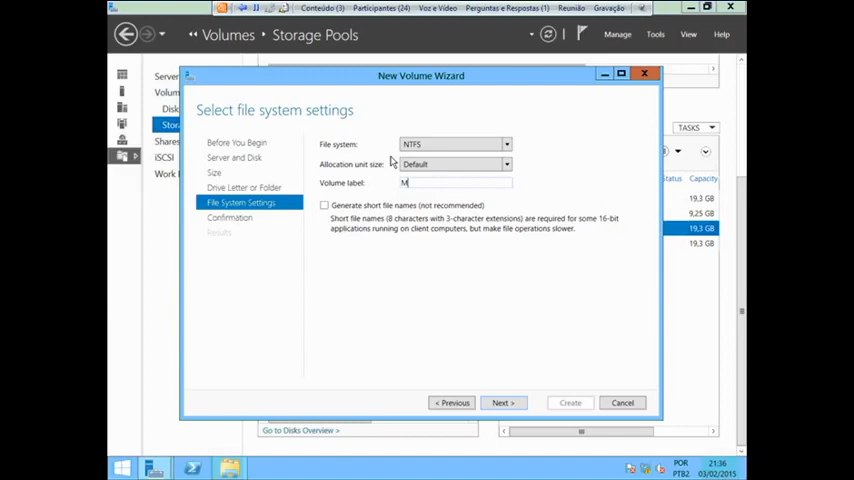 Conteúdo (3) Participantes (24) Voz e Vídeo Perguntas e Respostas (1) Reunião Gravação
Volumes Storage Pools Manage Tools View Help
Server
Volum
Disk
Stor
Shares
iSCSI
Work
New Volume Wizard
Select file system settings
Before You Begin
Server and Disk
Size
Drive Letter or Folder
File System Settings
Confirmation
Results
File system: NTFS
Allocation unit size: Default
Volume label: M
Generate short file names (not recommended)
Short file names (8 characters with 3-character extensions) are required for some 16-bit
applications running on client computers, but make file operations slower.
< Previous Next > Create Cancel
TASKS
Status Capacity
19,3 GB
9,25 GB
19,3 GB
19,3 GB
Go to Disks Overview >
POR 21:36
PTB2 03/02/2015